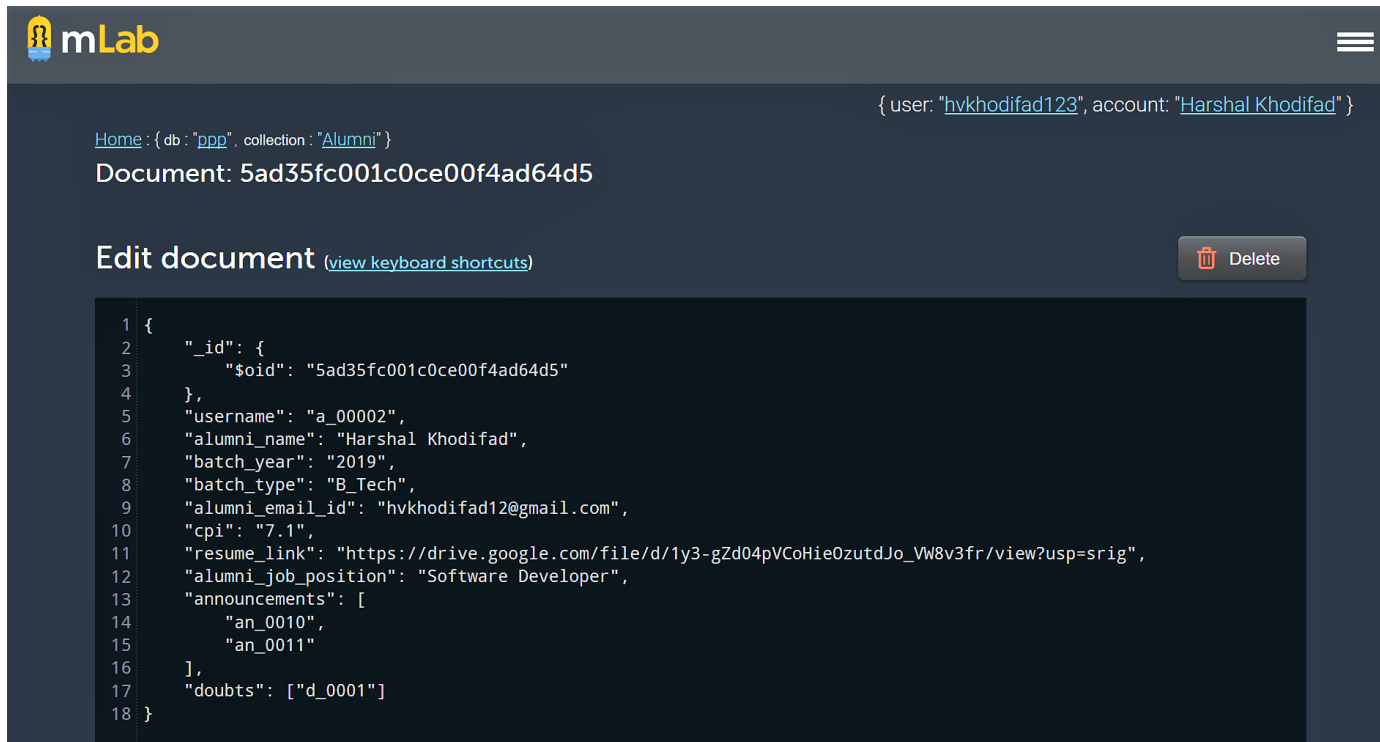 mLab
{ user: "hvkhodifad123", account: "Harshal Khodifad" }
Home : { db : "ppp", collection : "Alumni" }
Document: 5ad35fc001c0ce00f4ad64d5
Edit document (view keyboard shortcuts)
Delete
1 {
2 "_id": {
3 "$oid": "5ad35fc001c0ce00f4ad64d5"
4 },
5 "username": "a_00002",
6 "alumni_name": "Harshal Khodifad",
7 "batch_year": "2019",
8 "batch_type": "B_Tech",
9 "alumni_email_id": "hvkhodifad12@gmail.com",
10 "cpi": "7.1",
11 "resume_link": "https://drive.google.com/file/d/1y3-gZdO4pVCoHieOzutdJo_VW8v3fr/view?usp=srig",
12 "alumni_job_position": "Software Developer",
13 "announcements": [
14 "an_0010",
15 "an_0011"
16 ],
17 "doubts": ["d_0001"]
18 }